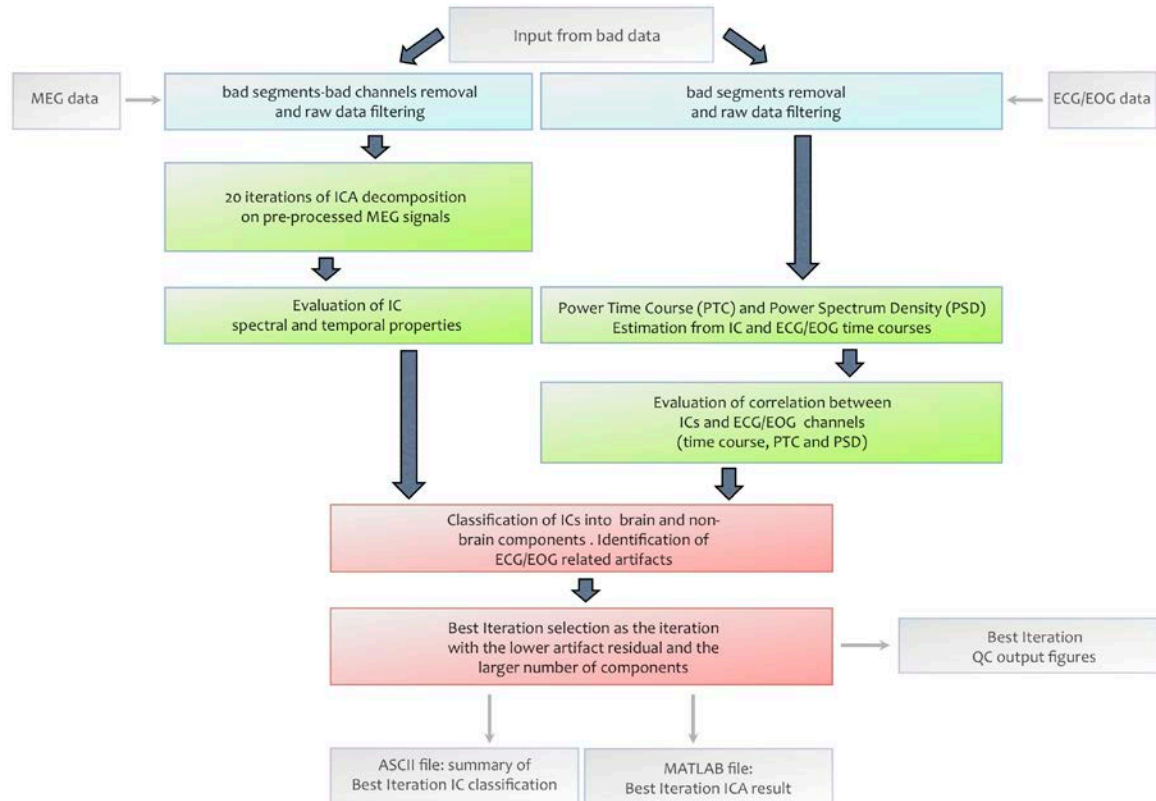 Input from bad data
MEG data
bad segments-bad channels removal
and raw data filtering
bad segments removal
and raw data filtering
ECG/EOG data
20 iterations of ICA decomposition
on pre-processed MEG signals
Evaluation of IC
spectral and temporal properties
Power Time Course (PTC) and Power Spectrum Density (PSD)
Estimation from IC and ECG/EOG time courses
Evaluation of correlation between
ICs and ECG/EOG channels
(time course, PTC and PSD)
Classification of ICs into brain and non-
brain components . Identification of
ECG/EOG related artifacts
Best Iteration selection as the iteration
with the lower artifact residual and the
larger number of components
Best Iteration
QC output figures
ASCII file: summary of
Best Iteration IC classification
MATLAB file:
Best Iteration ICA result